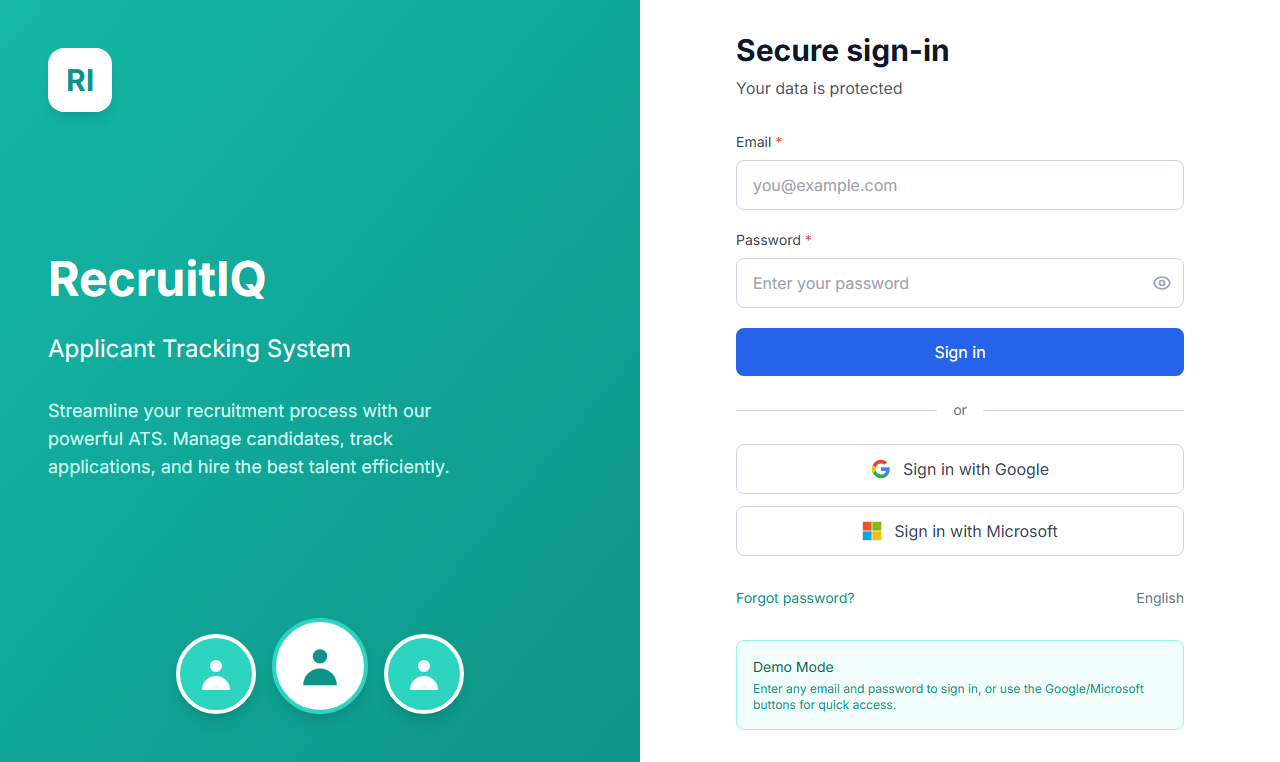 RI
RecruitIQ
Applicant Tracking System
Streamline your recruitment process with our
powerful ATS. Manage candidates, track
applications, and hire the best talent efficiently.
Secure sign-in
Your data is protected
Email *
you@example.com
Password *
Enter your password
Sign in
or
Sign in with Google
Sign in with Microsoft
Forgot password?
English
Demo Mode
Enter any email and password to sign in, or use the Google/Microsoft
buttons for quick access.